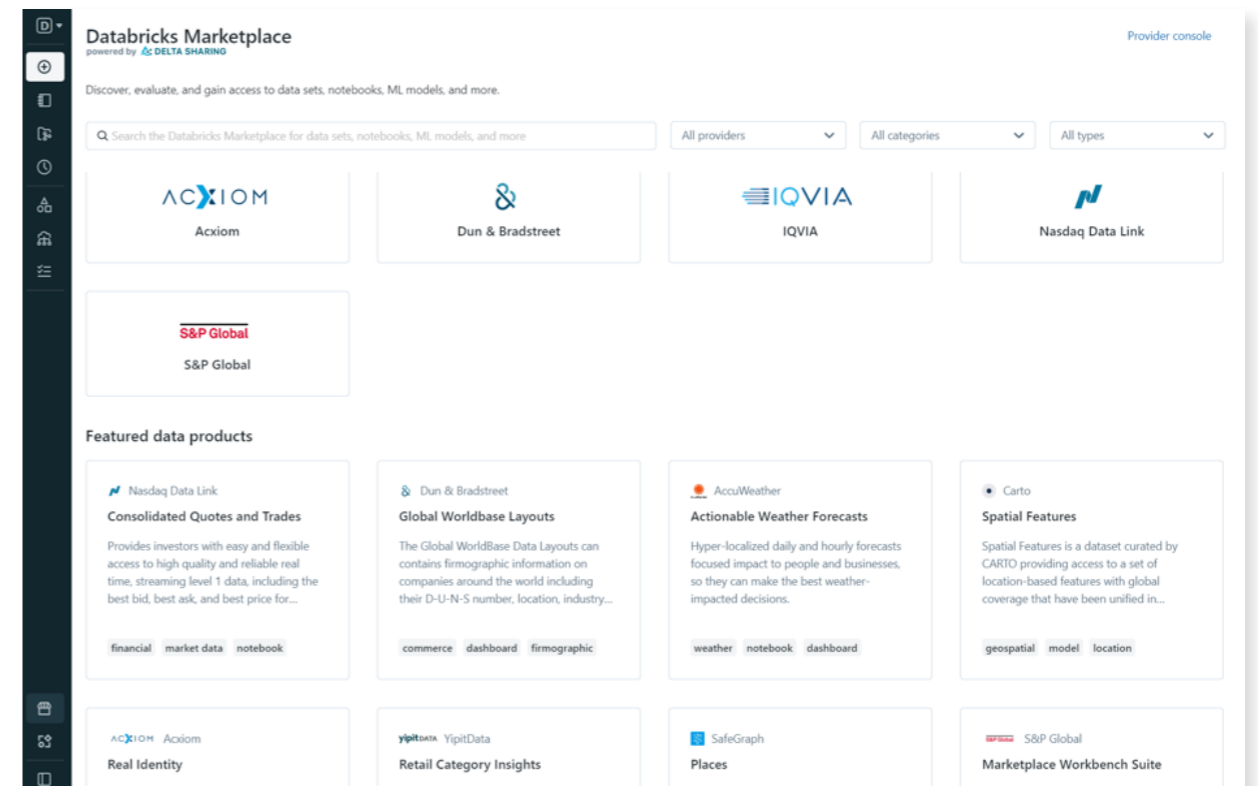 D
Databricks Marketplace
Provider console
powered by DELTA SHARING
Discover, evaluate, and gain access to data sets, notebooks, ML models, and more.
Search the Databricks Marketplace for data sets, notebooks, ML models, and more
All providers
All categories
All types
ACXIOM
IQVIA
Acxiom
Dun & Bradstreet
IQVIA
Nasdaq Data Link
S&P Global
S&P Global
Featured data products
Nasdaq Data Link
Consolidated Quotes and Trades
Provides investors with easy and flexible
access to high quality and reliable real
time, streaming level 1 data, including the
best bid, best ask, and best price for...
financial market data notebook
Dun & Bradstreet
Global Worldbase Layouts
The Global WorldBase Data Layouts can
contains firmographic information on
companies around the world including
their D-U-N-S number, location, industry...
commerce dashboard firmographic
AccuWeather
Actionable Weather Forecasts
Hyper-localized daily and hourly forecasts
focused impact to people and businesses,
so they can make the best weather-
impacted decisions.
weather notebook dashboard
Carto
Spatial Features
Spatial Features is a dataset curated by
CARTO providing access to a set of
location-based features with global
coverage that have been unified in...
geospatial model location
ACXIOM Acxiom
Real Identity
yipitDATA YipitData
Retail Category Insights
SafeGraph
Places
S&P Global S&P Global
Marketplace Workbench Suite